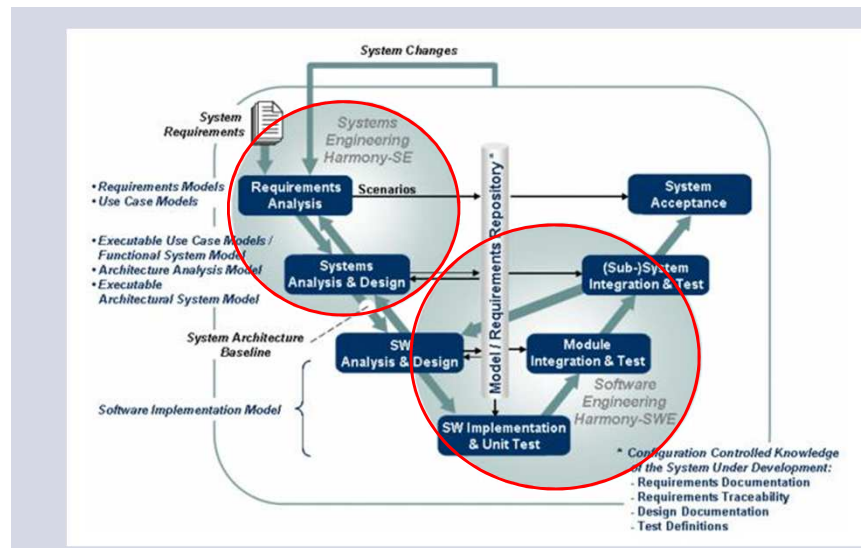 System Changes
System
Requirements
Systems
Engineering
Harmony-SE
• Requirements Models
• Use Case Models
Requirements
Analysis
Scenarios
System
Acceptance
• Executable Use Case Models /
Functional System Model
• Architecture Analysis Model
• Executable
Architectural System Model
Systems
Analysis & Design
Model / Requirements Repository *
(Sub-)System
Integration & Test
System Architecture
Baseline
SW
Analysis & Design
Module
Integration & Test
Software Implementation Model
Software
Engineering
Harmony-SWE
SW Implementation
& Unit Test
* Configuration Controlled Knowledge
of the System Under Development:
- Requirements Documentation
- Requirements Traceability
- Design Documentation
- Test Definitions